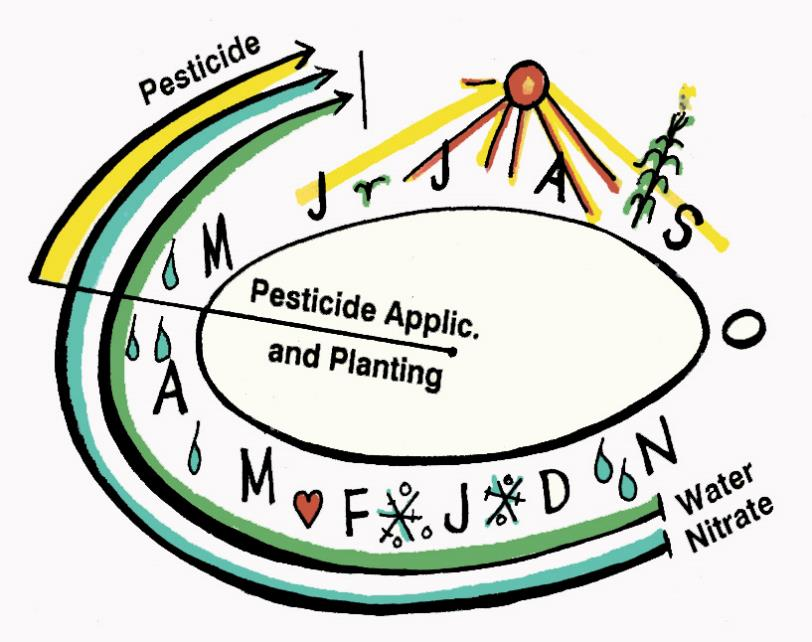 Pesticide
J J A S
O
N
D
J
F
M
A
M
Pesticide Applic.
and Planting
Water
Nitrate